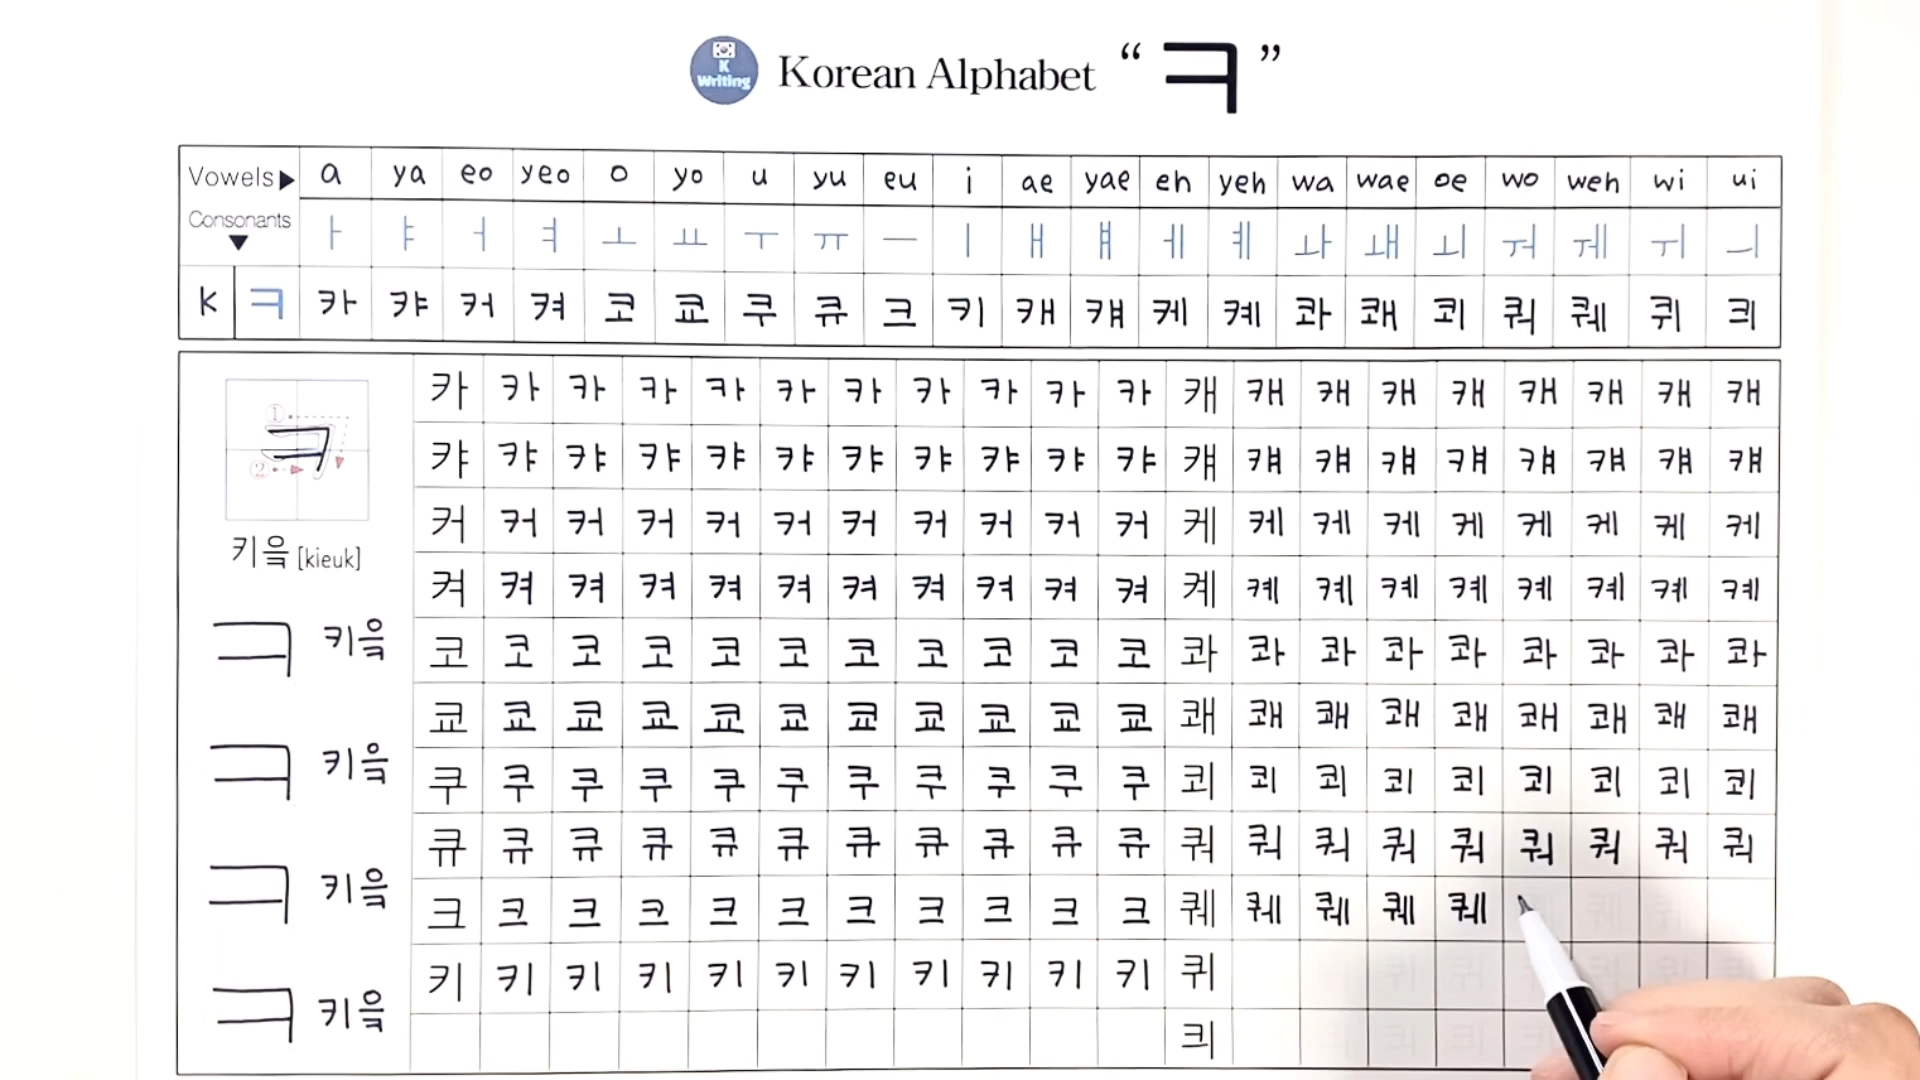 K
Writing
Korean Alphabet “ㅋ”
Vowels▶ a ya eo yeo o yo u yu eu i ae yae eh yeh wa wae oe wo weh wi ui
Consonants ▼ ㅏ ㅑ ㅓ ㅕ ㅗ ㅛ ㅜ ㅠ ㅡ ㅣ ㅐ ㅒ ㅔ ㅖ ㅘ ㅙ ㅚ ㅝ ㅞ ㅟ ㅢ
K ㅋ 카 캬 커 켜 코 쿄 쿠 큐 크 키 캐 컈 케 켸 콰 쾌 쾨 쿼 퀘 퀴 킈
① ②
키읔 [kieuk]
ㅋ 키읔
ㅋ 키읔
ㅋ 키읔
ㅋ 키읔
카 카 카 카 카 카 카 카 카 카 카 캐 캐 캐 캐 캐 캐 캐 캐 캐
캬 캬 캬 캬 캬 캬 캬 캬 캬 캬 캬 컈 컈 컈 컈 컈 컈 컈 컈 컈
커 커 커 커 커 커 커 커 커 커 커 케 케 케 케 케 케 케 케 케
켜 켜 켜 켜 켜 켜 켜 켜 켜 켜 켜 켸 켸 켸 켸 켸 켸 켸 켸 켸
코 코 코 코 코 코 코 코 코 코 코 콰 콰 콰 콰 콰 콰 콰 콰 콰
쿄 쿄 쿄 쿄 쿄 쿄 쿄 쿄 쿄 쿄 쿄 쾌 쾌 쾌 쾌 쾌 쾌 쾌 쾌 쾌
쿠 쿠 쿠 쿠 쿠 쿠 쿠 쿠 쿠 쿠 쿠 쾨 쾨 쾨 쾨 쾨 쾨 쾨 쾨 쾨
큐 큐 큐 큐 큐 큐 큐 큐 큐 큐 큐 쿼 쿼 쿼 쿼 쿼 쿼 쿼 쿼 쿼
크 크 크 크 크 크 크 크 크 크 크 퀘 퀘 퀘 퀘 퀘
키 키 키 키 키 키 키 키 키 키 키 퀴
킈